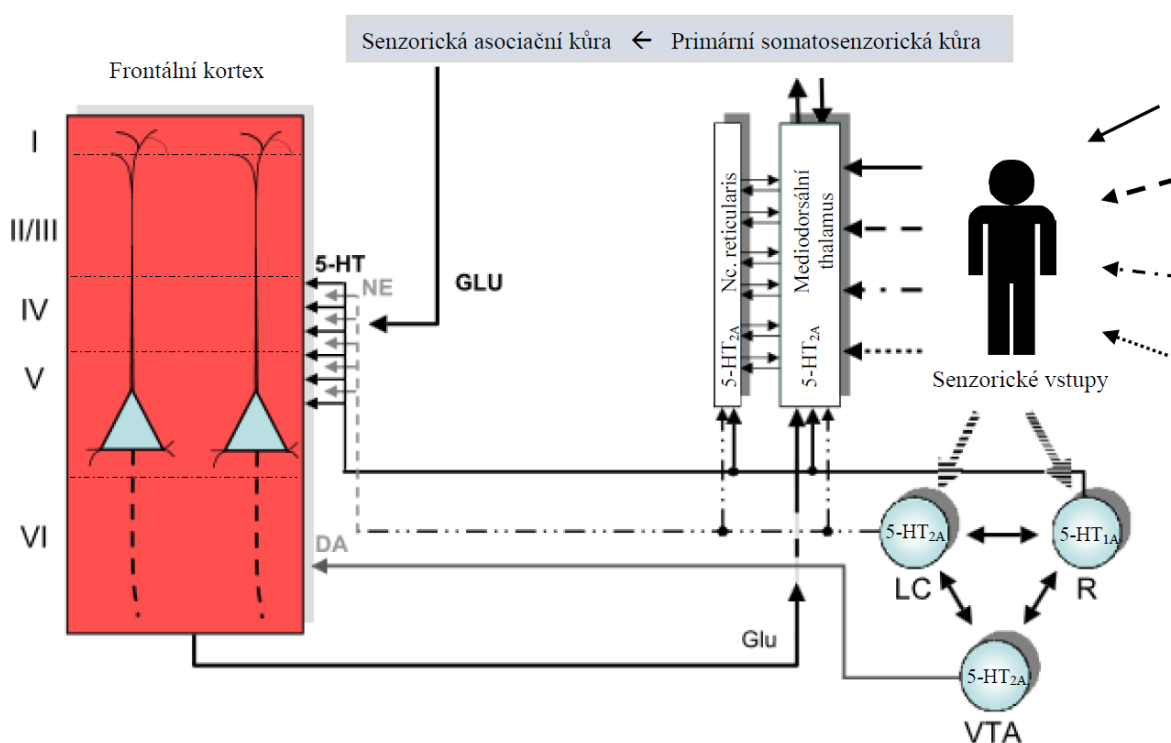 Senzorická asociační kůra ← Primární somatosenzorická kůra
Frontální kortex
I
II/III
IV
V
VI
5-HT
NE
GLU
DA
Glu
Nc. reticularis
5-HT2A
Mediodorsální
thalamus
5-HT2A
Senzorické vstupy
5-HT2A
LC
5-HT1A
R
5-HT2A
VTA